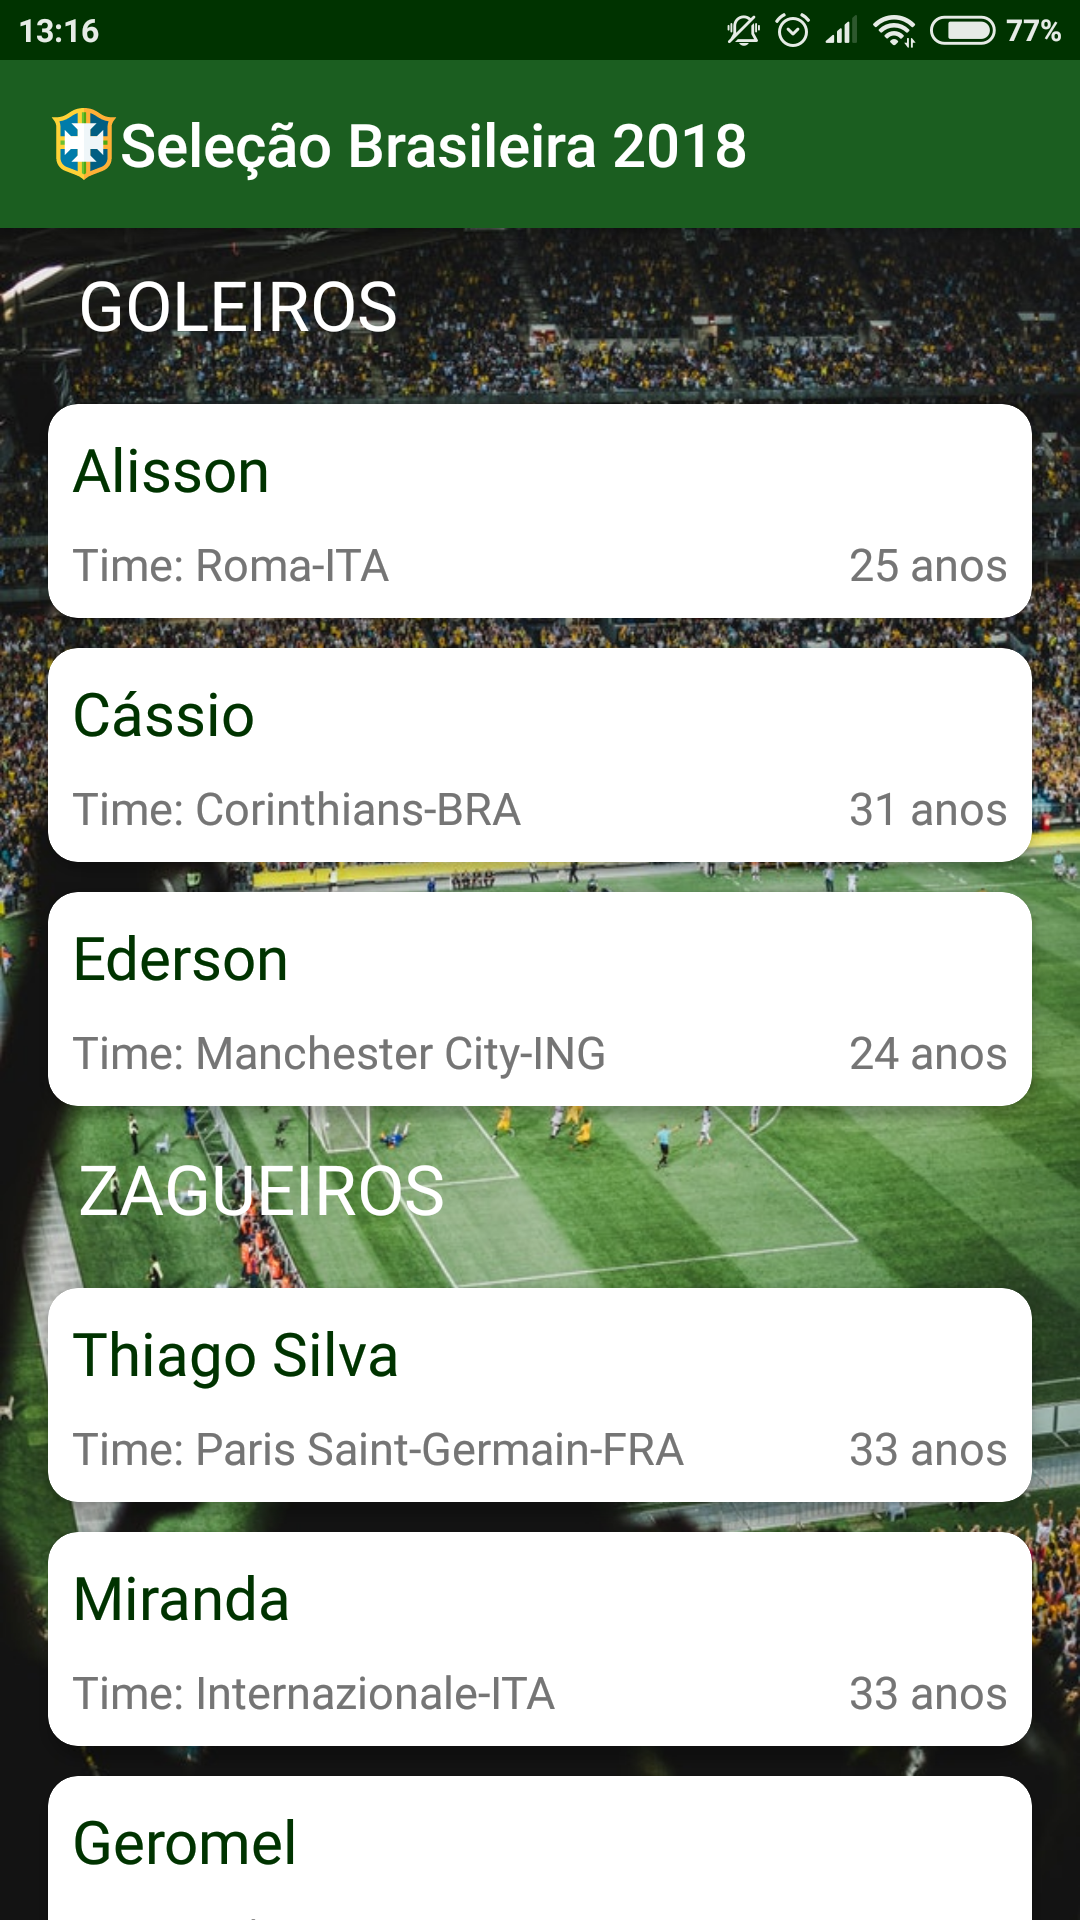 13:16
77%
Seleção Brasileira 2018
GOLEIROS
Alisson
Time: Roma-ITA
25 anos
Cássio
Time: Corinthians-BRA
31 anos
Ederson
Time: Manchester City-ING
24 anos
ZAGUEIROS
Thiago Silva
Time: Paris Saint-Germain-FRA
33 anos
Miranda
Time: Internazionale-ITA
33 anos
Geromel